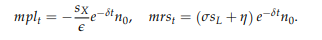 mpl_t = -\frac{s_X}{\epsilon} e^{-\delta t} n_0, \quad mrs_t = (\sigma s_L + \eta) e^{-\delta t} n_0.